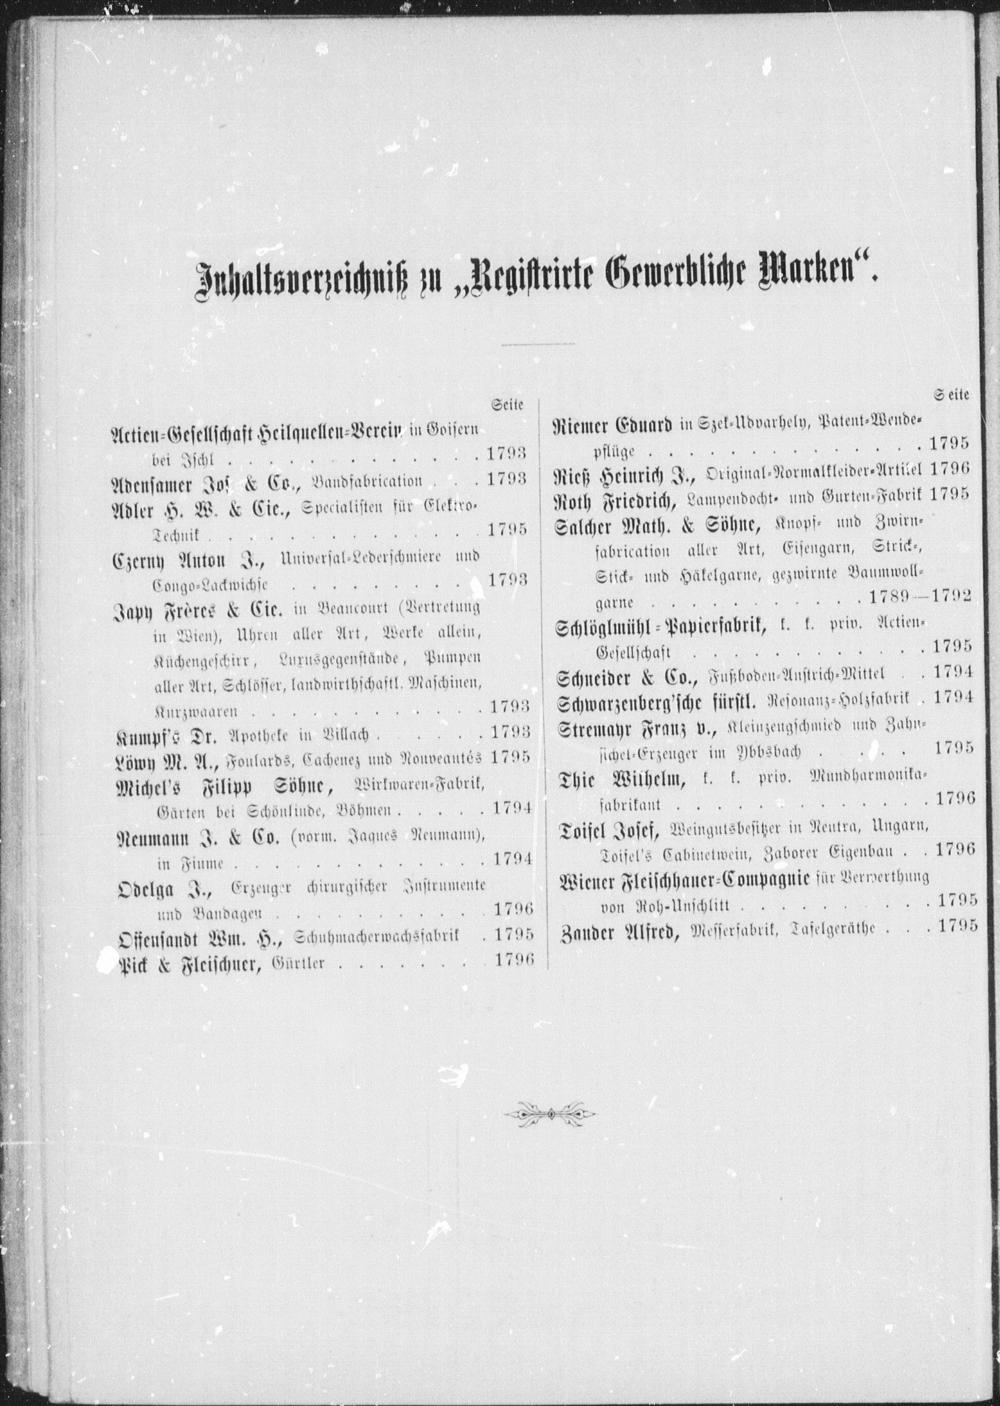 Inhaltsverzeichniß zu „Registrirte Gewerbliche Marken“.
Seite
Actien-Gesellschaft Heilquellen-Verein in Goisern
bei Ischl . . . . . . . . . . . . . 1793
Adensamer Jos. & Co., Bandfabrication . . . 1793
Adler H. W. & Cie., Specialisten für Elektro-
Technik . . . . . . . . . . . . . . 1795
Czerny Anton J., Universal-Lederschmiere und
Congo-Lackwichse . . . . . . . . . 1793
Japy Frères & Cie. in Beaucourt (Vertretung
in Wien), Uhren aller Art, Werke allein,
Küchengeschirr, Luxusgegenstände, Pumpen
aller Art, Schlösser, landwirthschaftl. Maschinen,
Kurzwaaren . . . . . . . . . . . . 1793
Kumpf's Dr. Apotheke in Villach . . . . . . 1793
Löwy M. A., Foulards, Cachenez und Nouveautés 1795
Michel's Filipp Söhne, Wirkwaren-Fabrik,
Gärten bei Schönlinde, Böhmen . . . . . 1794
Neumann J. & Co. (vorm. Jaques Neumann),
in Fiume . . . . . . . . . . . . . 1794
Odelga J., Erzeuger chirurgischer Instrumente
und Bandagen . . . . . . . . . . . 1796
Offensandt Wm. H., Schuhmacherwachsfabrik . 1795
Pick & Fleischner, Gürtler . . . . . . . . 1796
Seite
Riemer Eduard in Szek-Udvarhely, Patent-Wende-
pflüge . . . . . . . . . . . . . . 1795
Rieß Heinrich J., Original-Normalkleider-Artikel 1796
Roth Friedrich, Lampendocht- und Gurten-Fabrik 1795
Salcher Math. & Söhne, Knopf- und Zwirn-
fabrication aller Art, Eisengarn, Strick-,
Stick- und Häkelgarne, gezwirnte Baumwoll-
garne . . . . . . . . . . . 1789—1792
Schlöglmühl-Papierfabrik, k. k. priv. Actien-
Gesellschaft . . . . . . . . . . . . 1795
Schneider & Co., Fußboden-Anstrich-Mittel . . 1794
Schwarzenberg'sche fürstl. Resonanz-Holzfabrik . 1794
Stremayr Franz v., Kleinzeugschmied und Zahn-
sichel-Erzeuger im Ybbsbach . . . . . 1795
Thie Wilhelm, k. k. priv. Mundharmonika-
fabrikant . . . . . . . . . . . . . 1796
Toisel Josef, Weingutsbesitzer in Neutra, Ungarn,
Toisel's Cabinetwein, Zaborer Eigenbau . . 1796
Wiener Fleischhauer-Compagnie für Verwerthung
von Roh-Unschlitt . . . . . . . . . . 1795
Zander Alfred, Messerfabrik, Tafelgeräthe . . . 1795